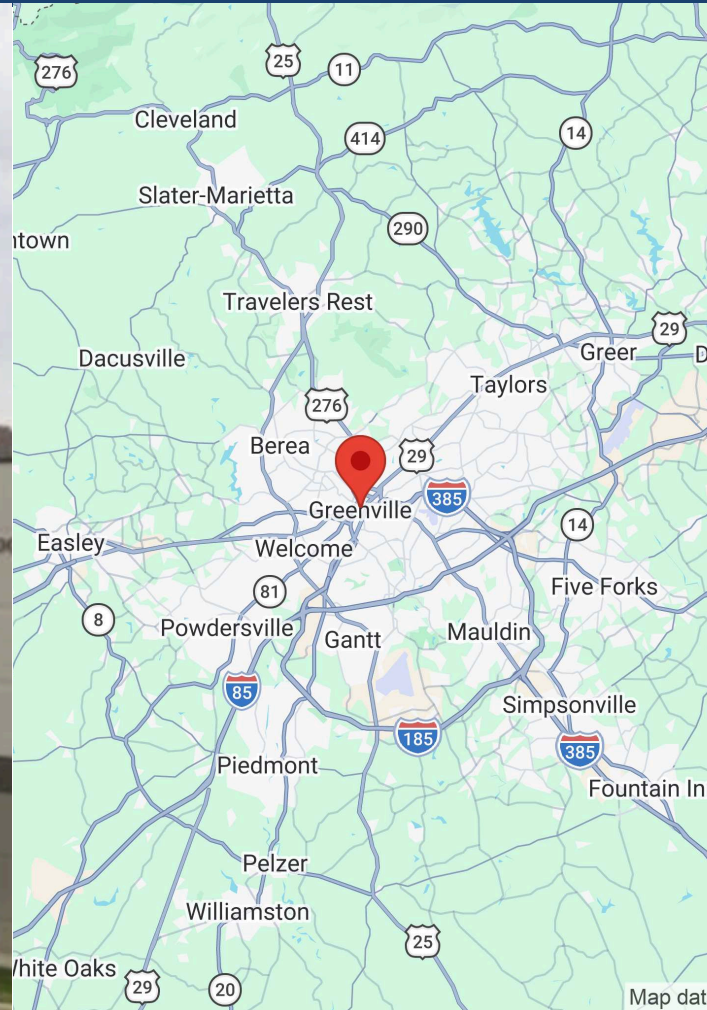 276
25
11
Cleveland
414
14
Slater-Marietta
290
ntown
Travelers Rest
29
Greer
D
Dacusville
Taylors
276
Berea
29
385
Greenville
14
Easley
Welcome
81
Five Forks
8
Powdersville
Gantt
Mauldin
85
Simpsonville
185
385
Piedmont
Fountain In
Pelzer
Williamston
25
hite Oaks
29
20
Map dat